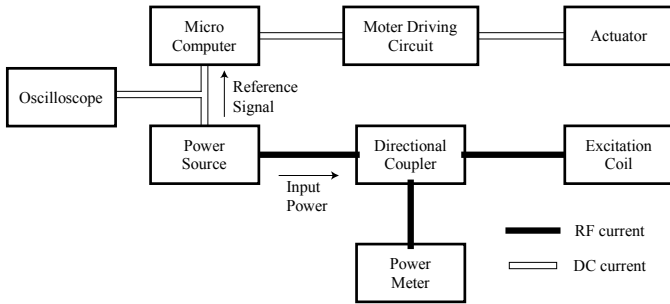 Micro
Computer
Moter Driving
Circuit
Actuator
Oscilloscope
Reference
Signal
Power
Source
Directional
Coupler
Excitation
Coil
Input
Power
Power
Meter
RF current
DC current